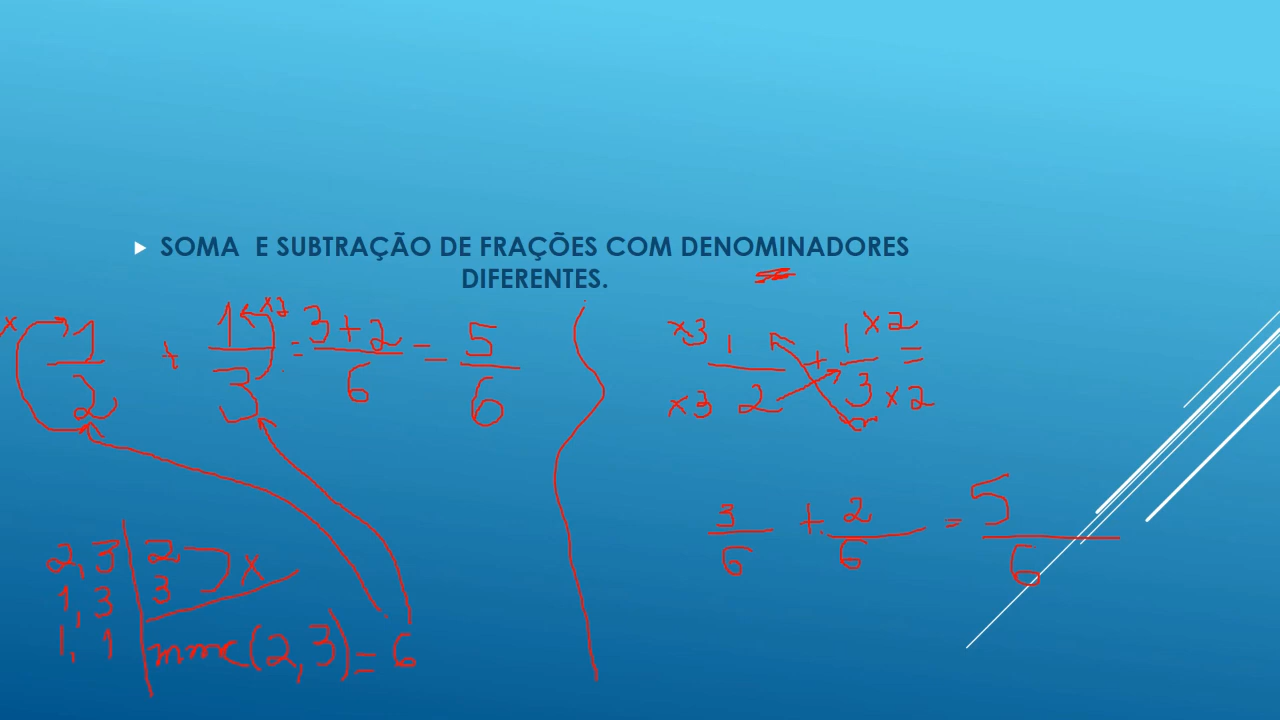 SOMA E SUBTRAÇÃO DE FRAÇÕES COM DENOMINADORES
DIFERENTES.
1/2 + 1/3 = 3+2/6 = 5/6
2,3 | 2
1,3 | 3
1,1
x
mmc(2,3)=6
x3 1/2 x3 + 1/3 x2 x2 =
3/6 + 2/6 = 5/6